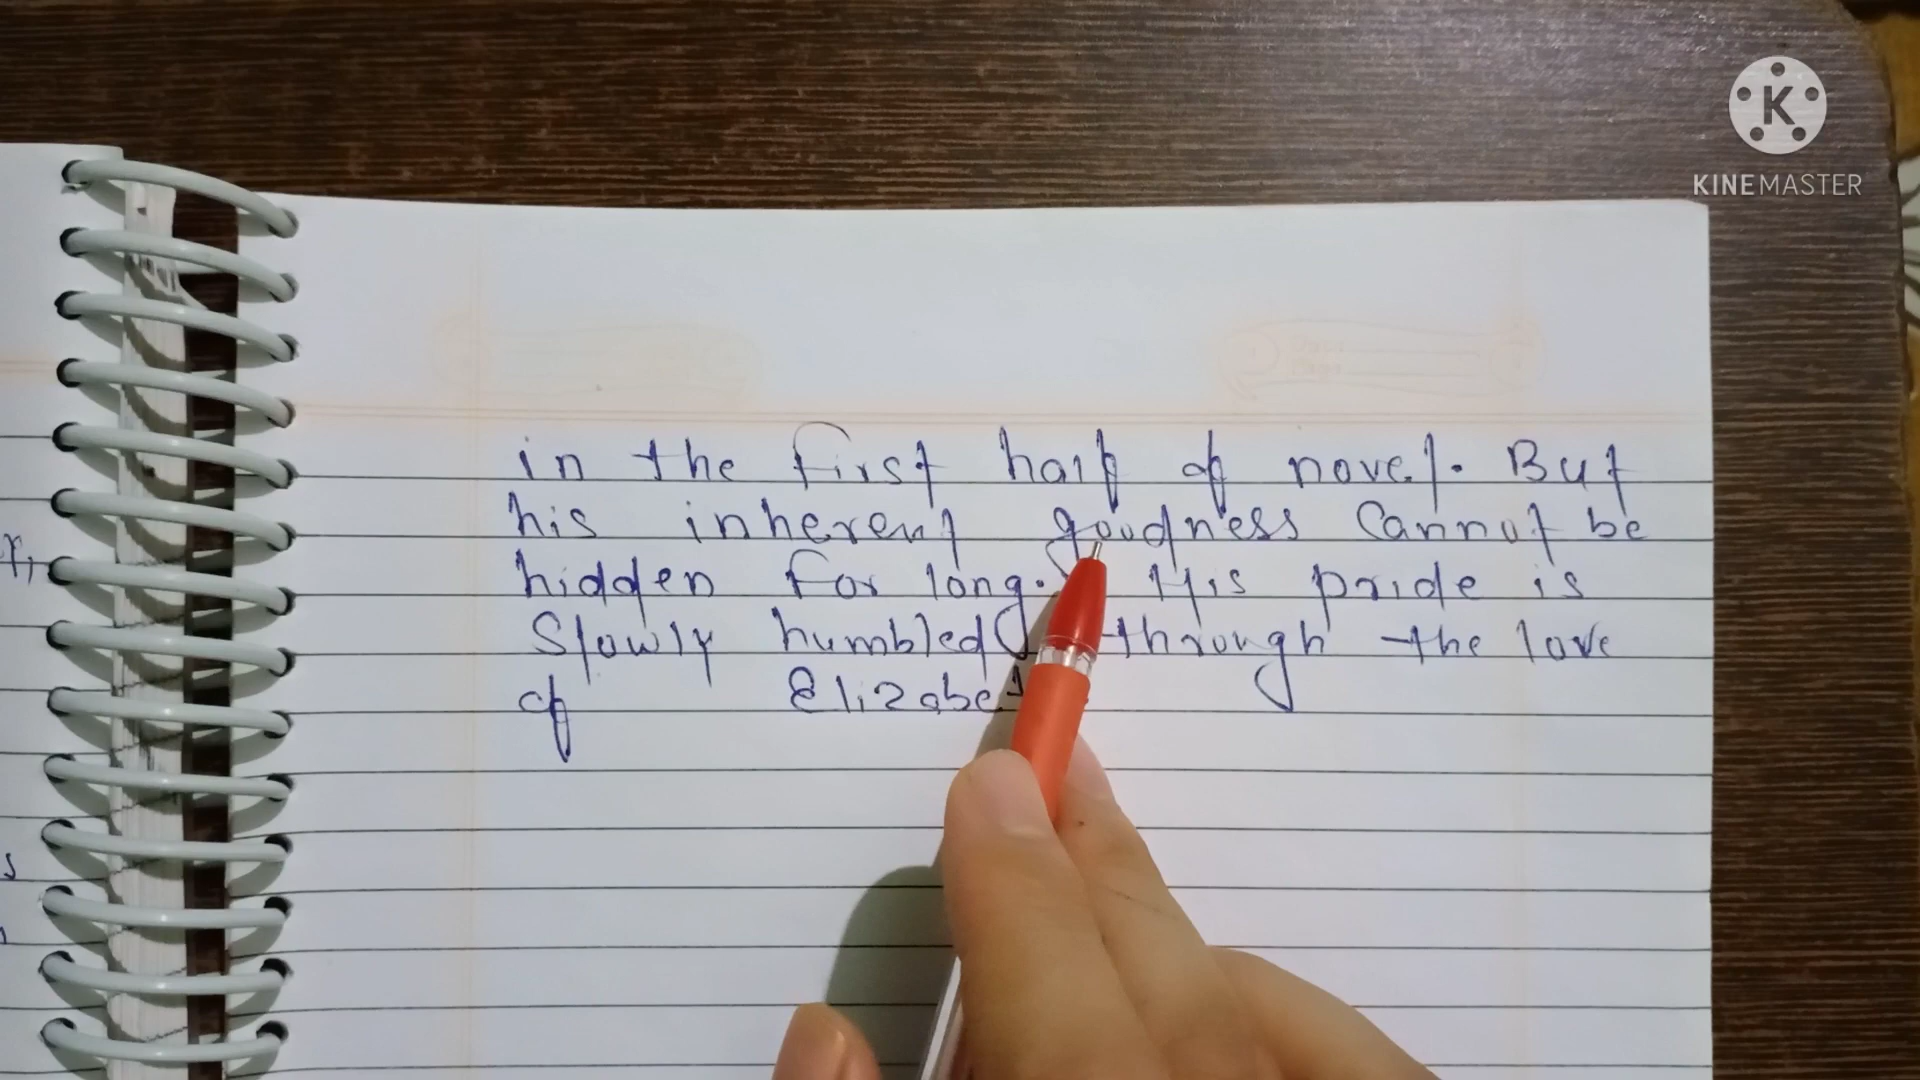 KINEMASTER
in the first half of novel. But
his inherent goodness cannot be
hidden for long. His pride is
Slowly humbled through the love
of Elizabe